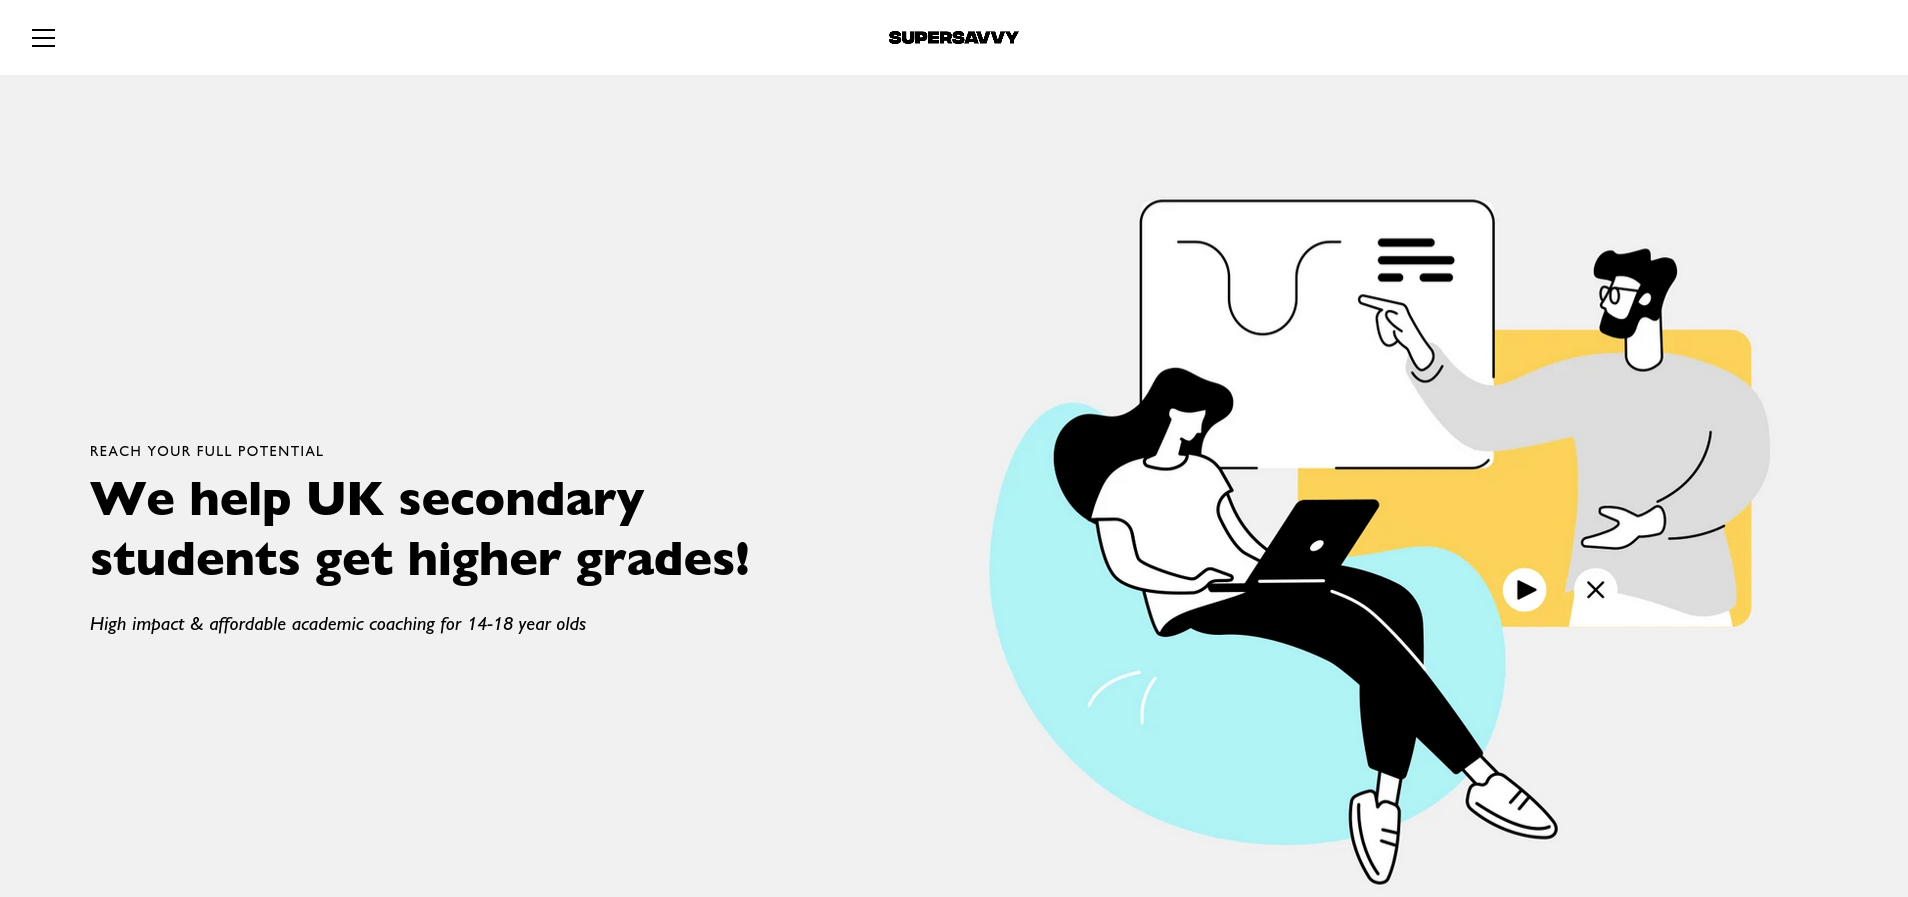 SUPERSAVVY
REACH YOUR FULL POTENTIAL
We help UK secondary
students get higher grades!
High impact & affordable academic coaching for 14-18 year olds